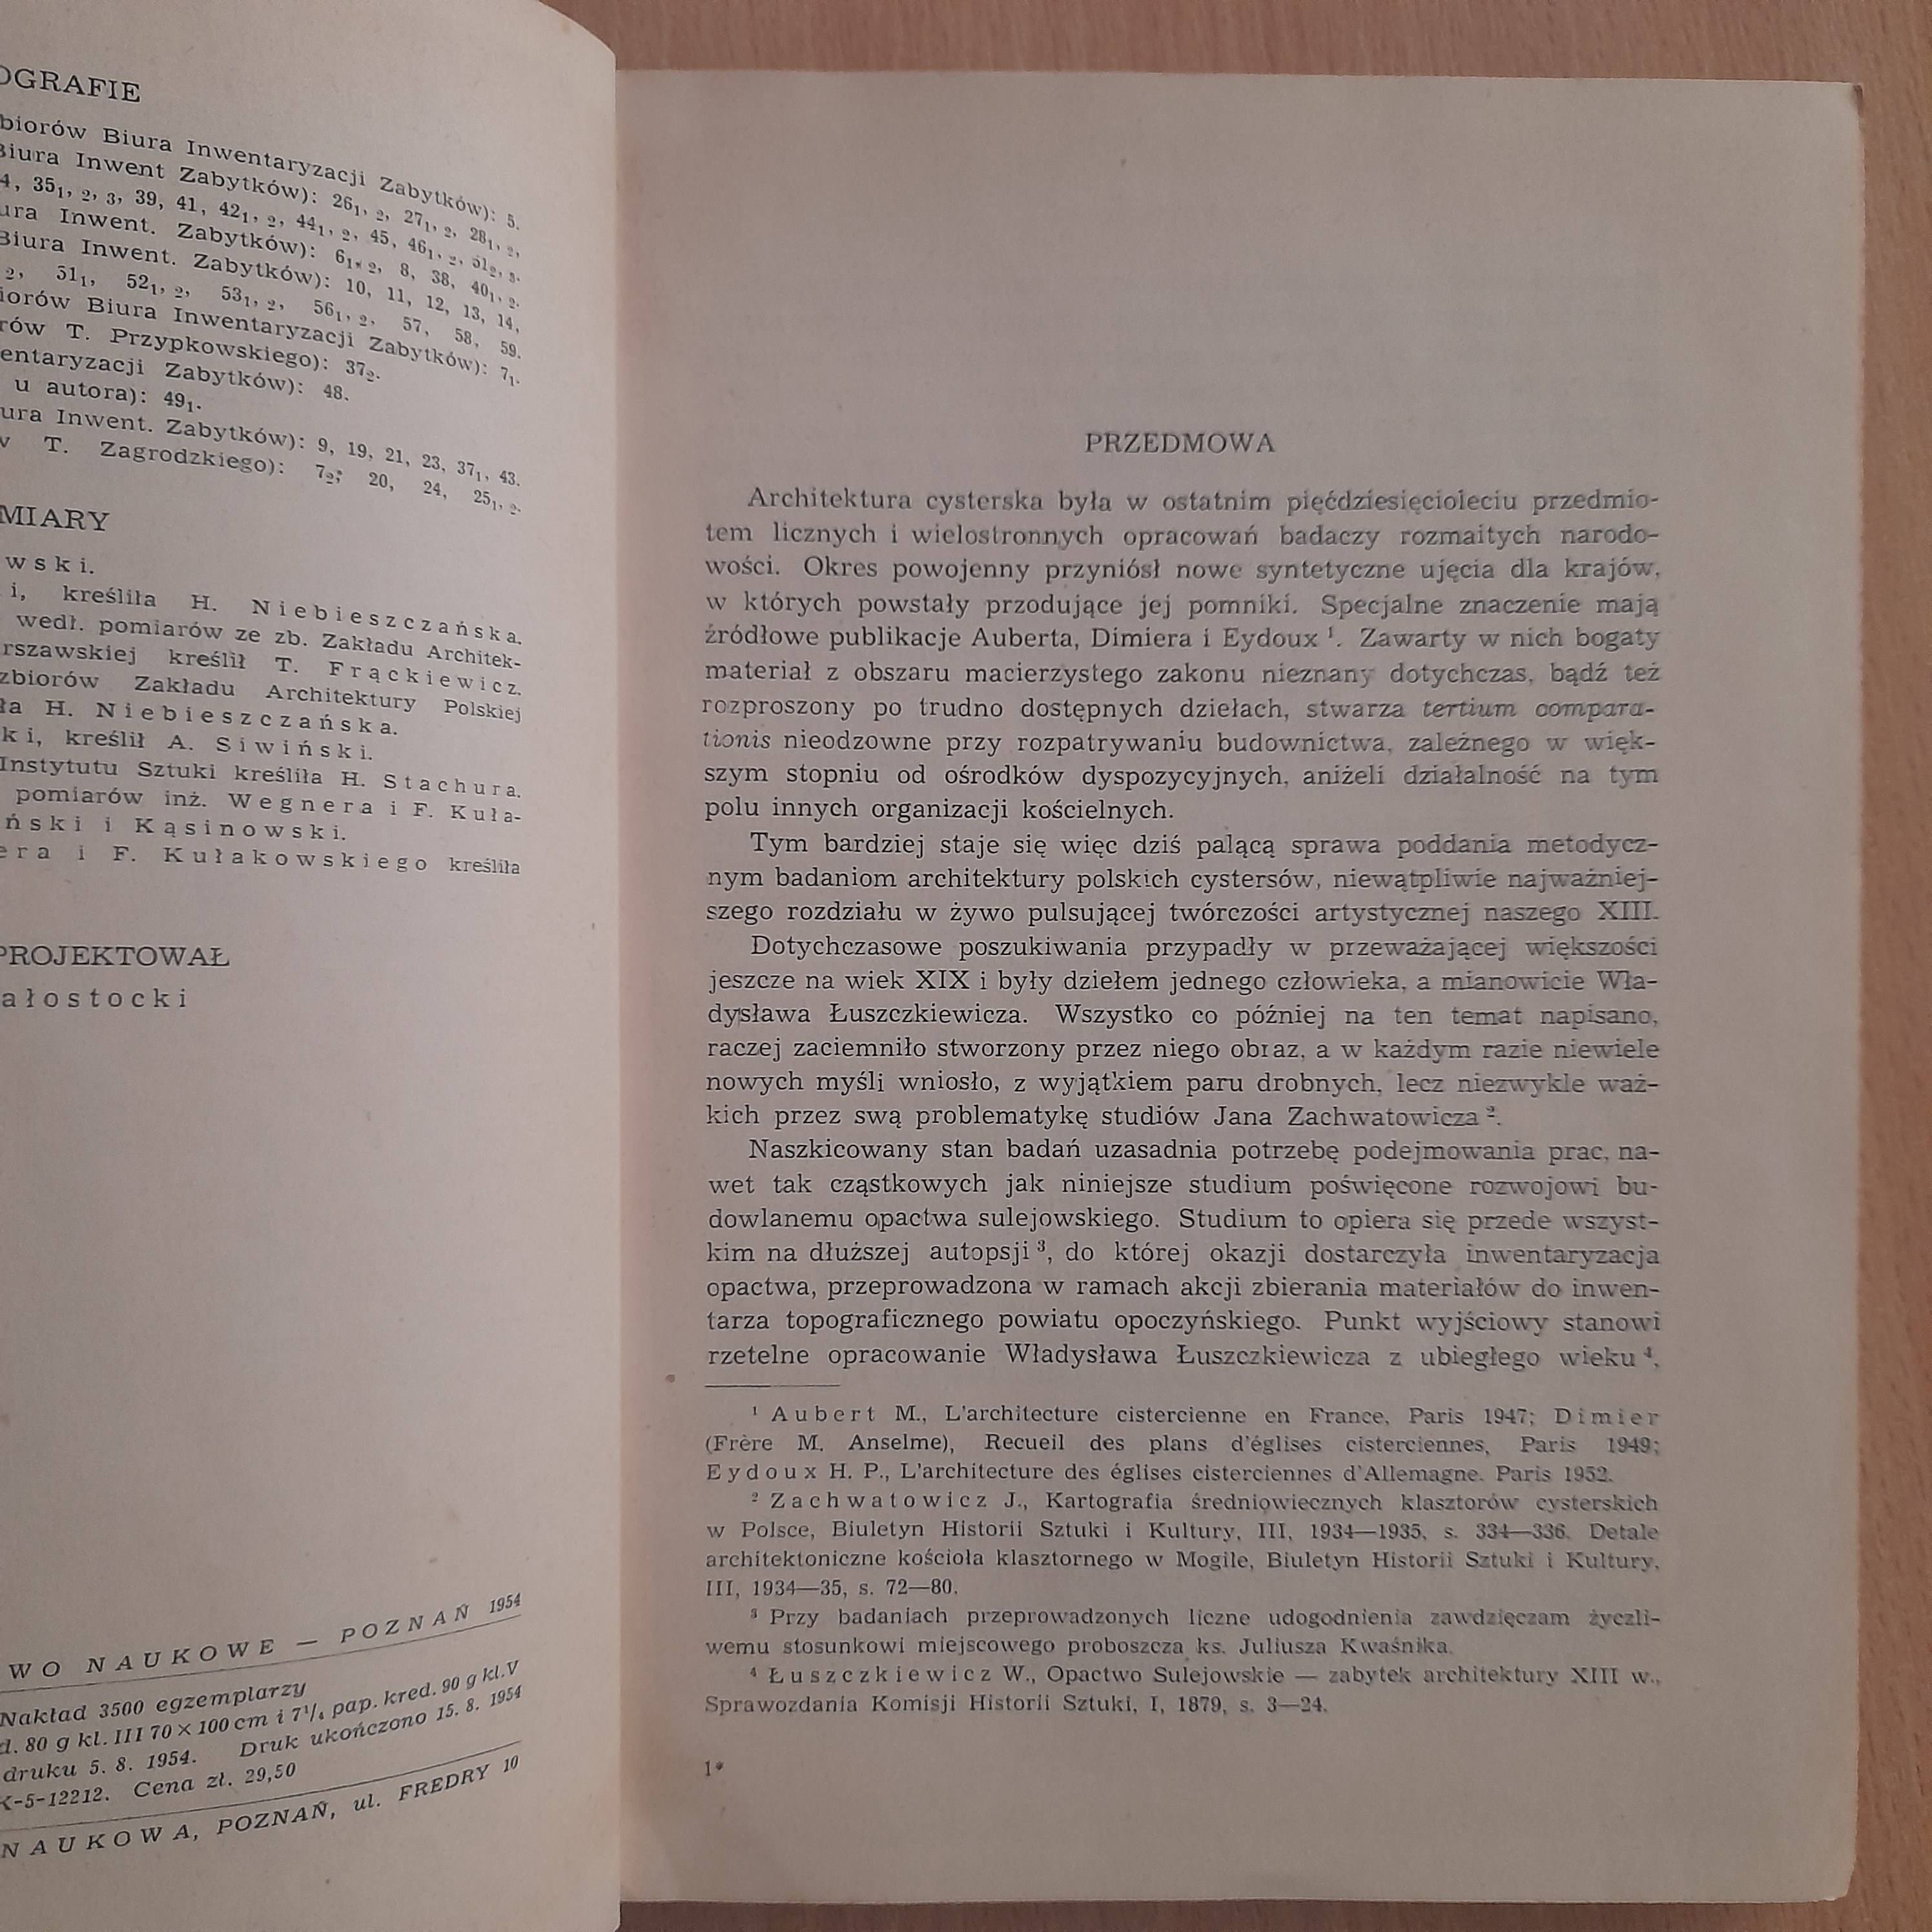 OGRAFIE
biorów Biura Inwentaryzacji Zabytków): 5.
Biura Inwent Zabytków): 26₁, ₂, 27₁, ₂, 28₁, ₂,
4, 35₁, ₂, ₃, 39, 41, 42₁, ₂, 44₁, ₂, 45, 46₁, ₂, 51₂, ₃.
ura Inwent. Zabytków): 6₁, ₂, 8, 38, 40₁, ₂.
Biura Inwent. Zabytków): 10, 11, 12, 13, 14,
₂, 51₁, 52₁, ₂, 53₁, ₂, 56₁, ₂, 57, 58, 59.
iorów Biura Inwentaryzacji Zabytków): 7₁.
rów T. Przypkowskiego): 37₂.
entaryzacji Zabytków): 48.
u autora): 49₁.
ura Inwent. Zabytków): 9, 19, 21, 23, 37₁, 43.
w T. Zagrodzkiego): 7₂; 20, 24, 25₁, ₂.
MIARY
wski.
i, kreśliła H. Niebieszczańska.
wedł. pomiarów ze zb. Zakładu Architek-
rszawskiej kreślił T. Frąckiewicz.
zbiorów Zakładu Architektury Polskiej
ła H. Niebieszczańska.
ki, kreślił A. Siwiński.
Instytutu Sztuki kreśliła H. Stachura.
pomiarów inż. Wegnera i F. Kuła-
ński i Kąsinowski.
era i F. Kułakowskiego kreśliła
PROJEKTOWAŁ
ałostocki
WO NAUKOWE — POZNAŃ 1954
Nakład 3500 egzemplarzy
d. 80 g kl. III 70 × 100 cm i 7¹/₄ pap. kred. 90 g kl. V
druku 5. 8. 1954. Druk ukończono 15. 8. 1954
K-5-12212. Cena zł. 29,50
NAUKOWA, POZNAŃ, ul. FREDRY 10
PRZEDMOWA
Architektura cysterska była w ostatnim pięćdziesięcioleciu przedmio-
tem licznych i wielostronnych opracowań badaczy rozmaitych narodo-
wości. Okres powojenny przyniósł nowe syntetyczne ujęcia dla krajów,
w których powstały przodujące jej pomniki. Specjalne znaczenie mają
źródłowe publikacje Auberta, Dimiera i Eydoux ¹. Zawarty w nich bogaty
materiał z obszaru macierzystego zakonu nieznany dotychczas, bądź też
rozproszony po trudno dostępnych dziełach, stwarza tertium compara-
tionis nieodzowne przy rozpatrywaniu budownictwa, zależnego w więk-
szym stopniu od ośrodków dyspozycyjnych, aniżeli działalność na tym
polu innych organizacji kościelnych.
Tym bardziej staje się więc dziś palącą sprawa poddania metodycz-
nym badaniom architektury polskich cystersów, niewątpliwie najważniej-
szego rozdziału w żywo pulsującej twórczości artystycznej naszego XIII.
Dotychczasowe poszukiwania przypadły w przeważającej większości
jeszcze na wiek XIX i były dziełem jednego człowieka, a mianowicie Wła-
dysława Łuszczkiewicza. Wszystko co później na ten temat napisano,
raczej zaciemniło stworzony przez niego obraz, a w każdym razie niewiele
nowych myśli wniosło, z wyjątkiem paru drobnych, lecz niezwykle waż-
kich przez swą problematykę studiów Jana Zachwatowicza ².
Naszkicowany stan badań uzasadnia potrzebę podejmowania prac, na-
wet tak cząstkowych jak niniejsze studium poświęcone rozwojowi bu-
dowlanemu opactwa sulejowskiego. Studium to opiera się przede wszyst-
kim na dłuższej autopsji ³, do której okazji dostarczyła inwentaryzacja
opactwa, przeprowadzona w ramach akcji zbierania materiałów do inwen-
tarza topograficznego powiatu opoczyńskiego. Punkt wyjściowy stanowi
rzetelne opracowanie Władysława Łuszczkiewicza z ubiegłego wieku ⁴,
¹ Aubert M., L'architecture cistercienne en France, Paris 1947; Dimier
(Frère M. Anselme), Recueil des plans d'églises cisterciennes, Paris 1949;
Eydoux H. P., L'architecture des églises cisterciennes d'Allemagne. Paris 1952.
² Zachwatowicz J., Kartografia średniowiecznych klasztorów cysterskich
w Polsce, Biuletyn Historii Sztuki i Kultury, III, 1934—1935, s. 334—336. Detale
architektoniczne kościoła klasztornego w Mogile, Biuletyn Historii Sztuki i Kultury,
III, 1934—35, s. 72—80.
³ Przy badaniach przeprowadzonych liczne udogodnienia zawdzięczam życzli-
wemu stosunkowi miejscowego proboszcza ks. Juliusza Kwaśnika.
⁴ Łuszczkiewicz W., Opactwo Sulejowskie — zabytek architektury XIII w.,
Sprawozdania Komisji Historii Sztuki, I, 1879, s. 3—24.
1*